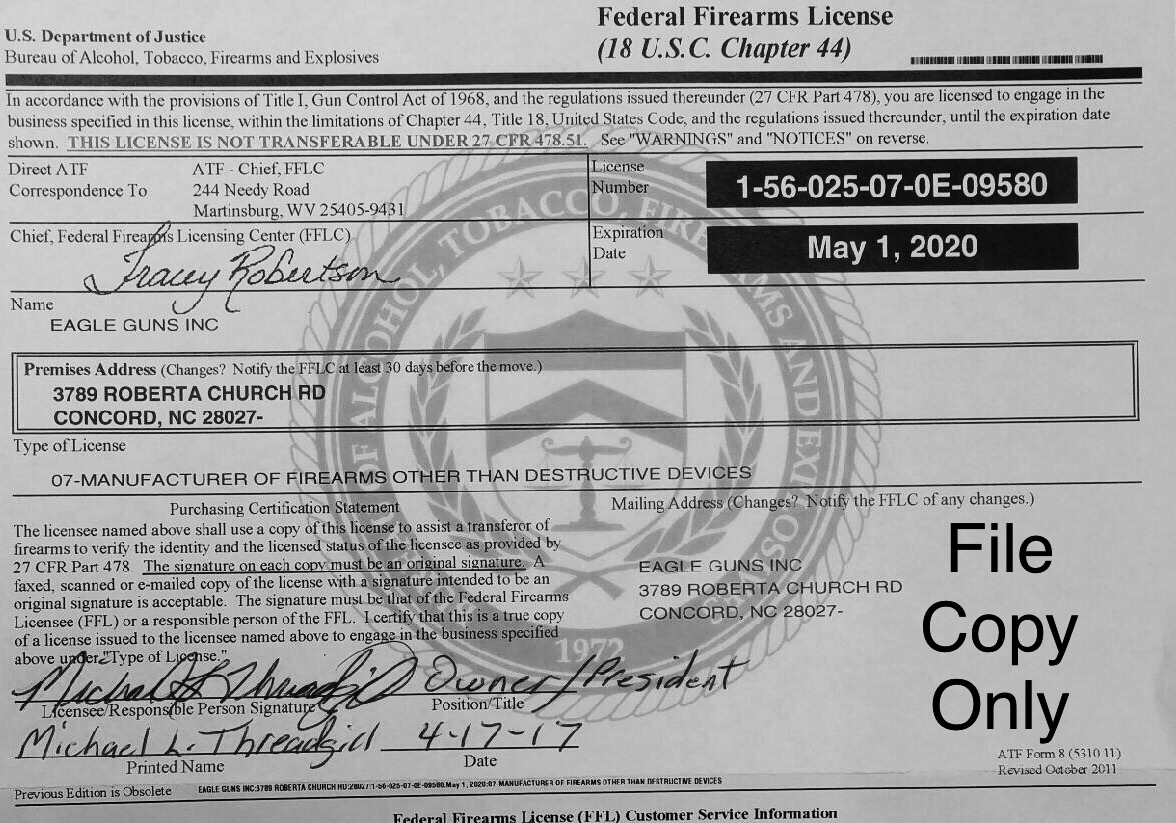 U.S. Department of Justice
Bureau of Alcohol, Tobacco, Firearms and Explosives
Federal Firearms License
(18 U.S.C. Chapter 44)
In accordance with the provisions of Title I, Gun Control Act of 1968, and the regulations issued thereunder (27 CFR Part 478), you are licensed to engage in the
business specified in this license, within the limitations of Chapter 44, Title 18, United States Code, and the regulations issued thereunder, until the expiration date
shown. THIS LICENSE IS NOT TRANSFERABLE UNDER 27 CFR 478.51. See "WARNINGS" and "NOTICES" on reverse.
Direct ATF
Correspondence To
ATF - Chief, FFLC
244 Needy Road
Martinsburg, WV 25405-9431
License
Number
1-56-025-07-0E-09580
Chief, Federal Firearms Licensing Center (FFLC)
Tracey Robertson
Expiration
Date
May 1, 2020
Name
EAGLE GUNS INC
Premises Address (Changes? Notify the FFLC at least 30 days before the move.)
3789 ROBERTA CHURCH RD
CONCORD, NC 28027-
Type of License
07-MANUFACTURER OF FIREARMS OTHER THAN DESTRUCTIVE DEVICES
Purchasing Certification Statement
The licensee named above shall use a copy of this license to assist a transferor of
firearms to verify the identity and the licensed status of the licensee as provided by
27 CFR Part 478 The signature on each copy must be an original signature. A
faxed, scanned or e-mailed copy of the license with a signature intended to be an
original signature is acceptable. The signature must be that of the Federal Firearms
Licensee (FFL) or a responsible person of the FFL. I certify that this is a true copy
of a license issued to the licensee named above to engage in the business specified
above under "Type of License."
Mailing Address (Changes? Notify the FFLC of any changes.)
EAGLE GUNS INC
3789 ROBERTA CHURCH RD
CONCORD, NC 28027-
File
Copy
Only
Michael L Threadgill Owner/President
Licensee/Responsible Person Signature
Position/Title
Michael L. Threadgill 4-17-17
Printed Name
Date
ATF Form 8 (5310 11)
Revised October 2011
Previous Edition is Obsolete
EAGLE GUNS INC:3789 ROBERTA CHURCH RD:28027:1-56-025-07-0E-09580:May 1, 2020:07 MANUFACTURER OF FIREARMS OTHER THAN DESTRUCTIVE DEVICES
Federal Firearms License (FFL) Customer Service Information
BUREAU OF ALCOHOL, TOBACCO, FIREARMS AND EXPLOSIVES
1972